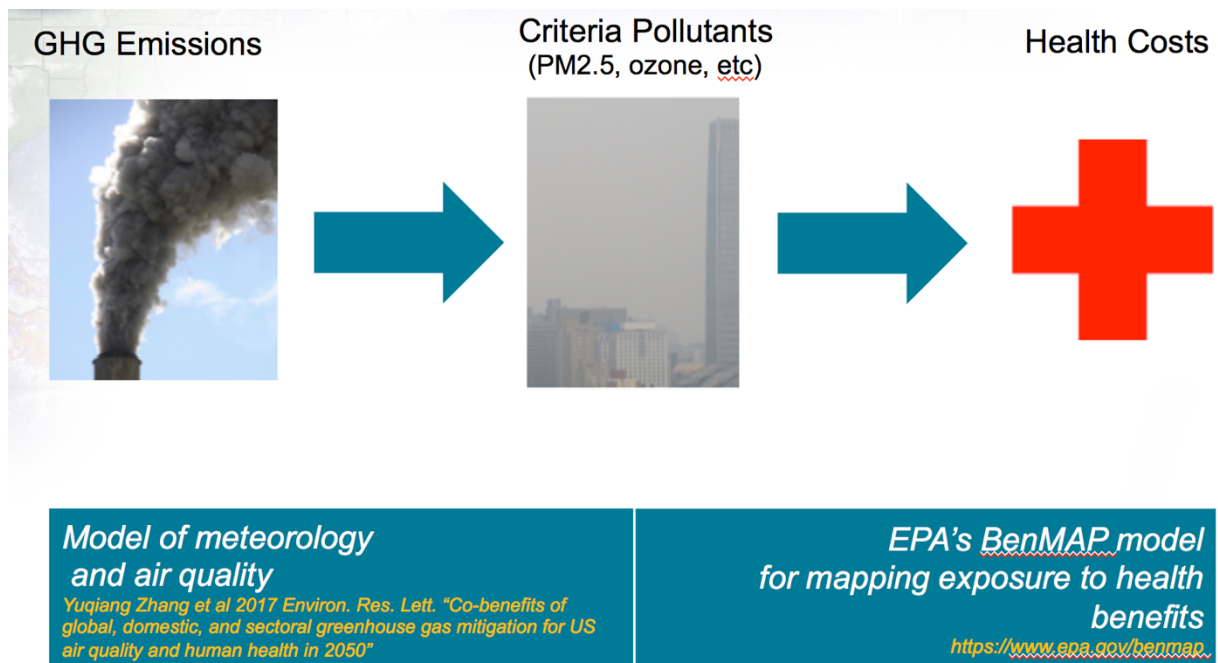 GHG Emissions
Criteria Pollutants
(PM2.5, ozone, etc)
Health Costs
Model of meteorology
and air quality
Yuqiang Zhang et al 2017 Environ. Res. Lett. “Co-benefits of
global, domestic, and sectoral greenhouse gas mitigation for US
air quality and human health in 2050”
EPA’s BenMAP model
for mapping exposure to health
benefits
https://www.epa.gov/benmap